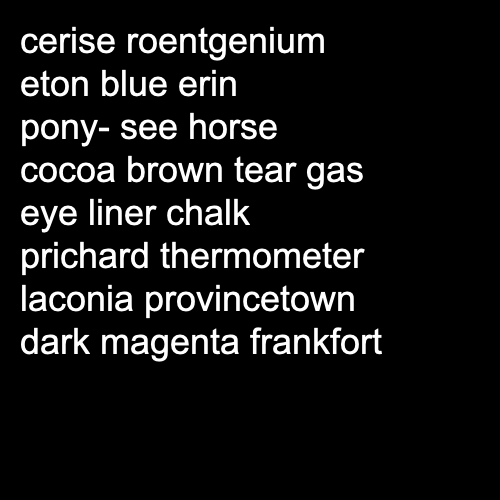 cerise roentgenium
eton blue erin
pony- see horse
cocoa brown tear gas
eye liner chalk
prichard thermometer
laconia provincetown
dark magenta frankfort